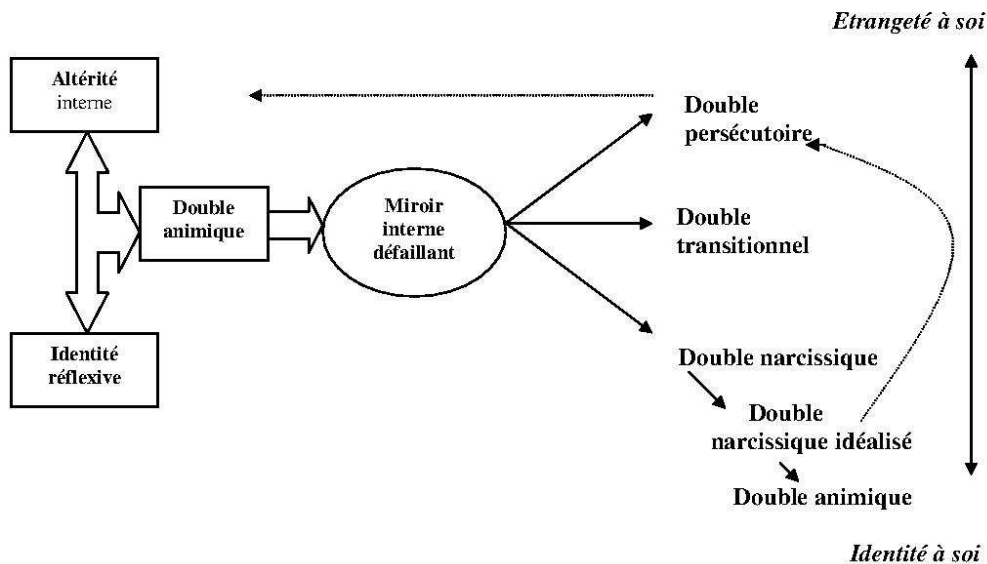 Etrangeté à soi
Altérité
interne
Double
persécutoire
Double
animique
Miroir
interne
défaillant
Double
transitionnel
Identité
réflexive
Double narcissique
Double
narcissique idéalisé
Double animique
Identité à soi